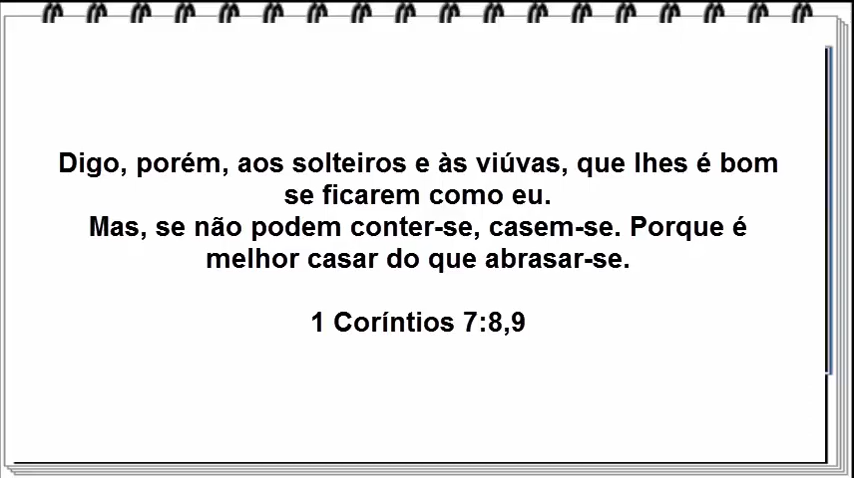 Digo, porém, aos solteiros e às viúvas, que lhes é bom
se ficarem como eu.
Mas, se não podem conter-se, casem-se. Porque é
melhor casar do que abrasar-se.
1 Coríntios 7:8,9